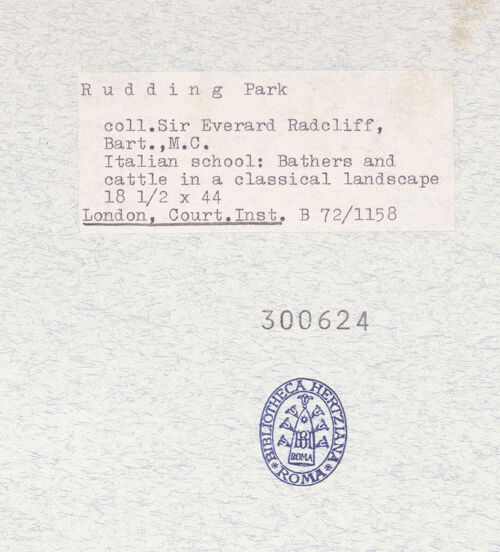 Rudding Park
coll.Sir Everard Radcliff,
Bart.,M.C.
Italian school: Bathers and
cattle in a classical landscape
18 1/2 x 44
London, Court.Inst. B 72/1158
300624
BIBLIOTHECA HERTZIANA
ROMA
* ROMA *